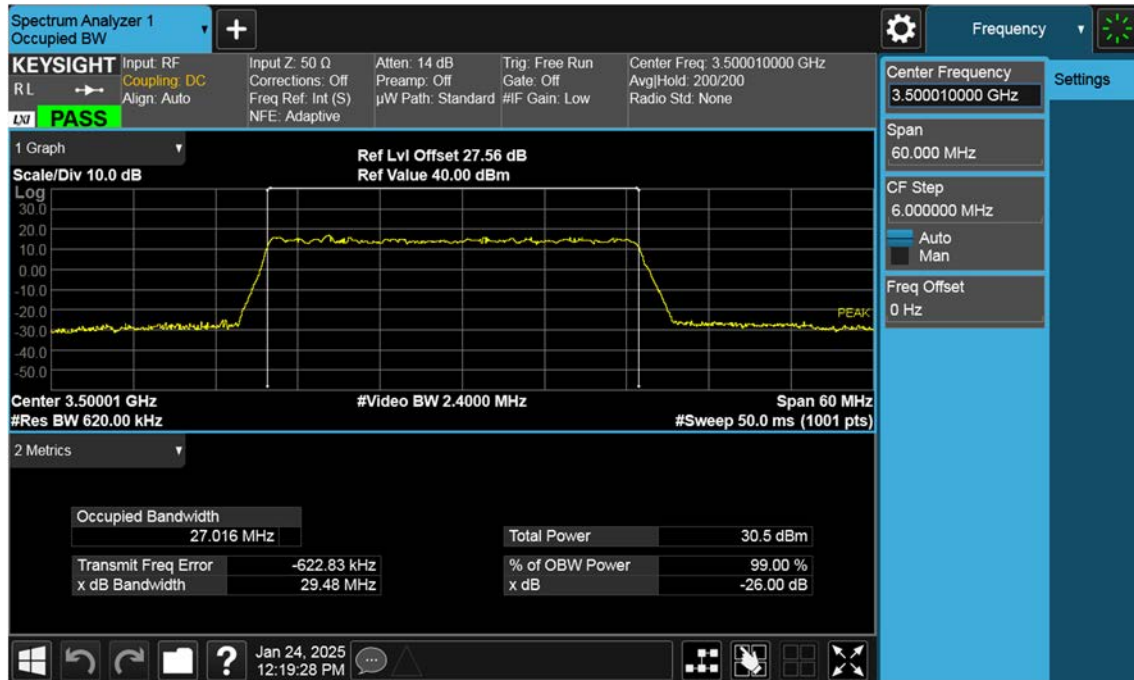 Spectrum Analyzer 1
Occupied BW
Frequency
KEYSIGHT
R L
LXI
PASS
Input: RF
Coupling: DC
Align: Auto
Input Z: 50 Ω
Corrections: Off
Freq Ref: Int (S)
NFE: Adaptive
Atten: 14 dB
Preamp: Off
µW Path: Standard
Trig: Free Run
Gate: Off
#IF Gain: Low
Center Freq: 3.500010000 GHz
Avg|Hold: 200/200
Radio Std: None
Center Frequency
3.500010000 GHz
Settings
Span
60.000 MHz
CF Step
6.000000 MHz
Auto
Man
Freq Offset
0 Hz
1 Graph
Scale/Div 10.0 dB
Ref Lvl Offset 27.56 dB
Ref Value 40.00 dBm
Log
30.0
20.0
10.0
0.00
-10.0
-20.0
-30.0
-40.0
-50.0
PEAK
Center 3.50001 GHz
#Res BW 620.00 kHz
#Video BW 2.4000 MHz
Span 60 MHz
#Sweep 50.0 ms (1001 pts)
2 Metrics
Occupied Bandwidth
27.016 MHz
Total Power 30.5 dBm
Transmit Freq Error -622.83 kHz
x dB Bandwidth 29.48 MHz
% of OBW Power 99.00 %
x dB -26.00 dB
?
Jan 24, 2025
12:19:28 PM